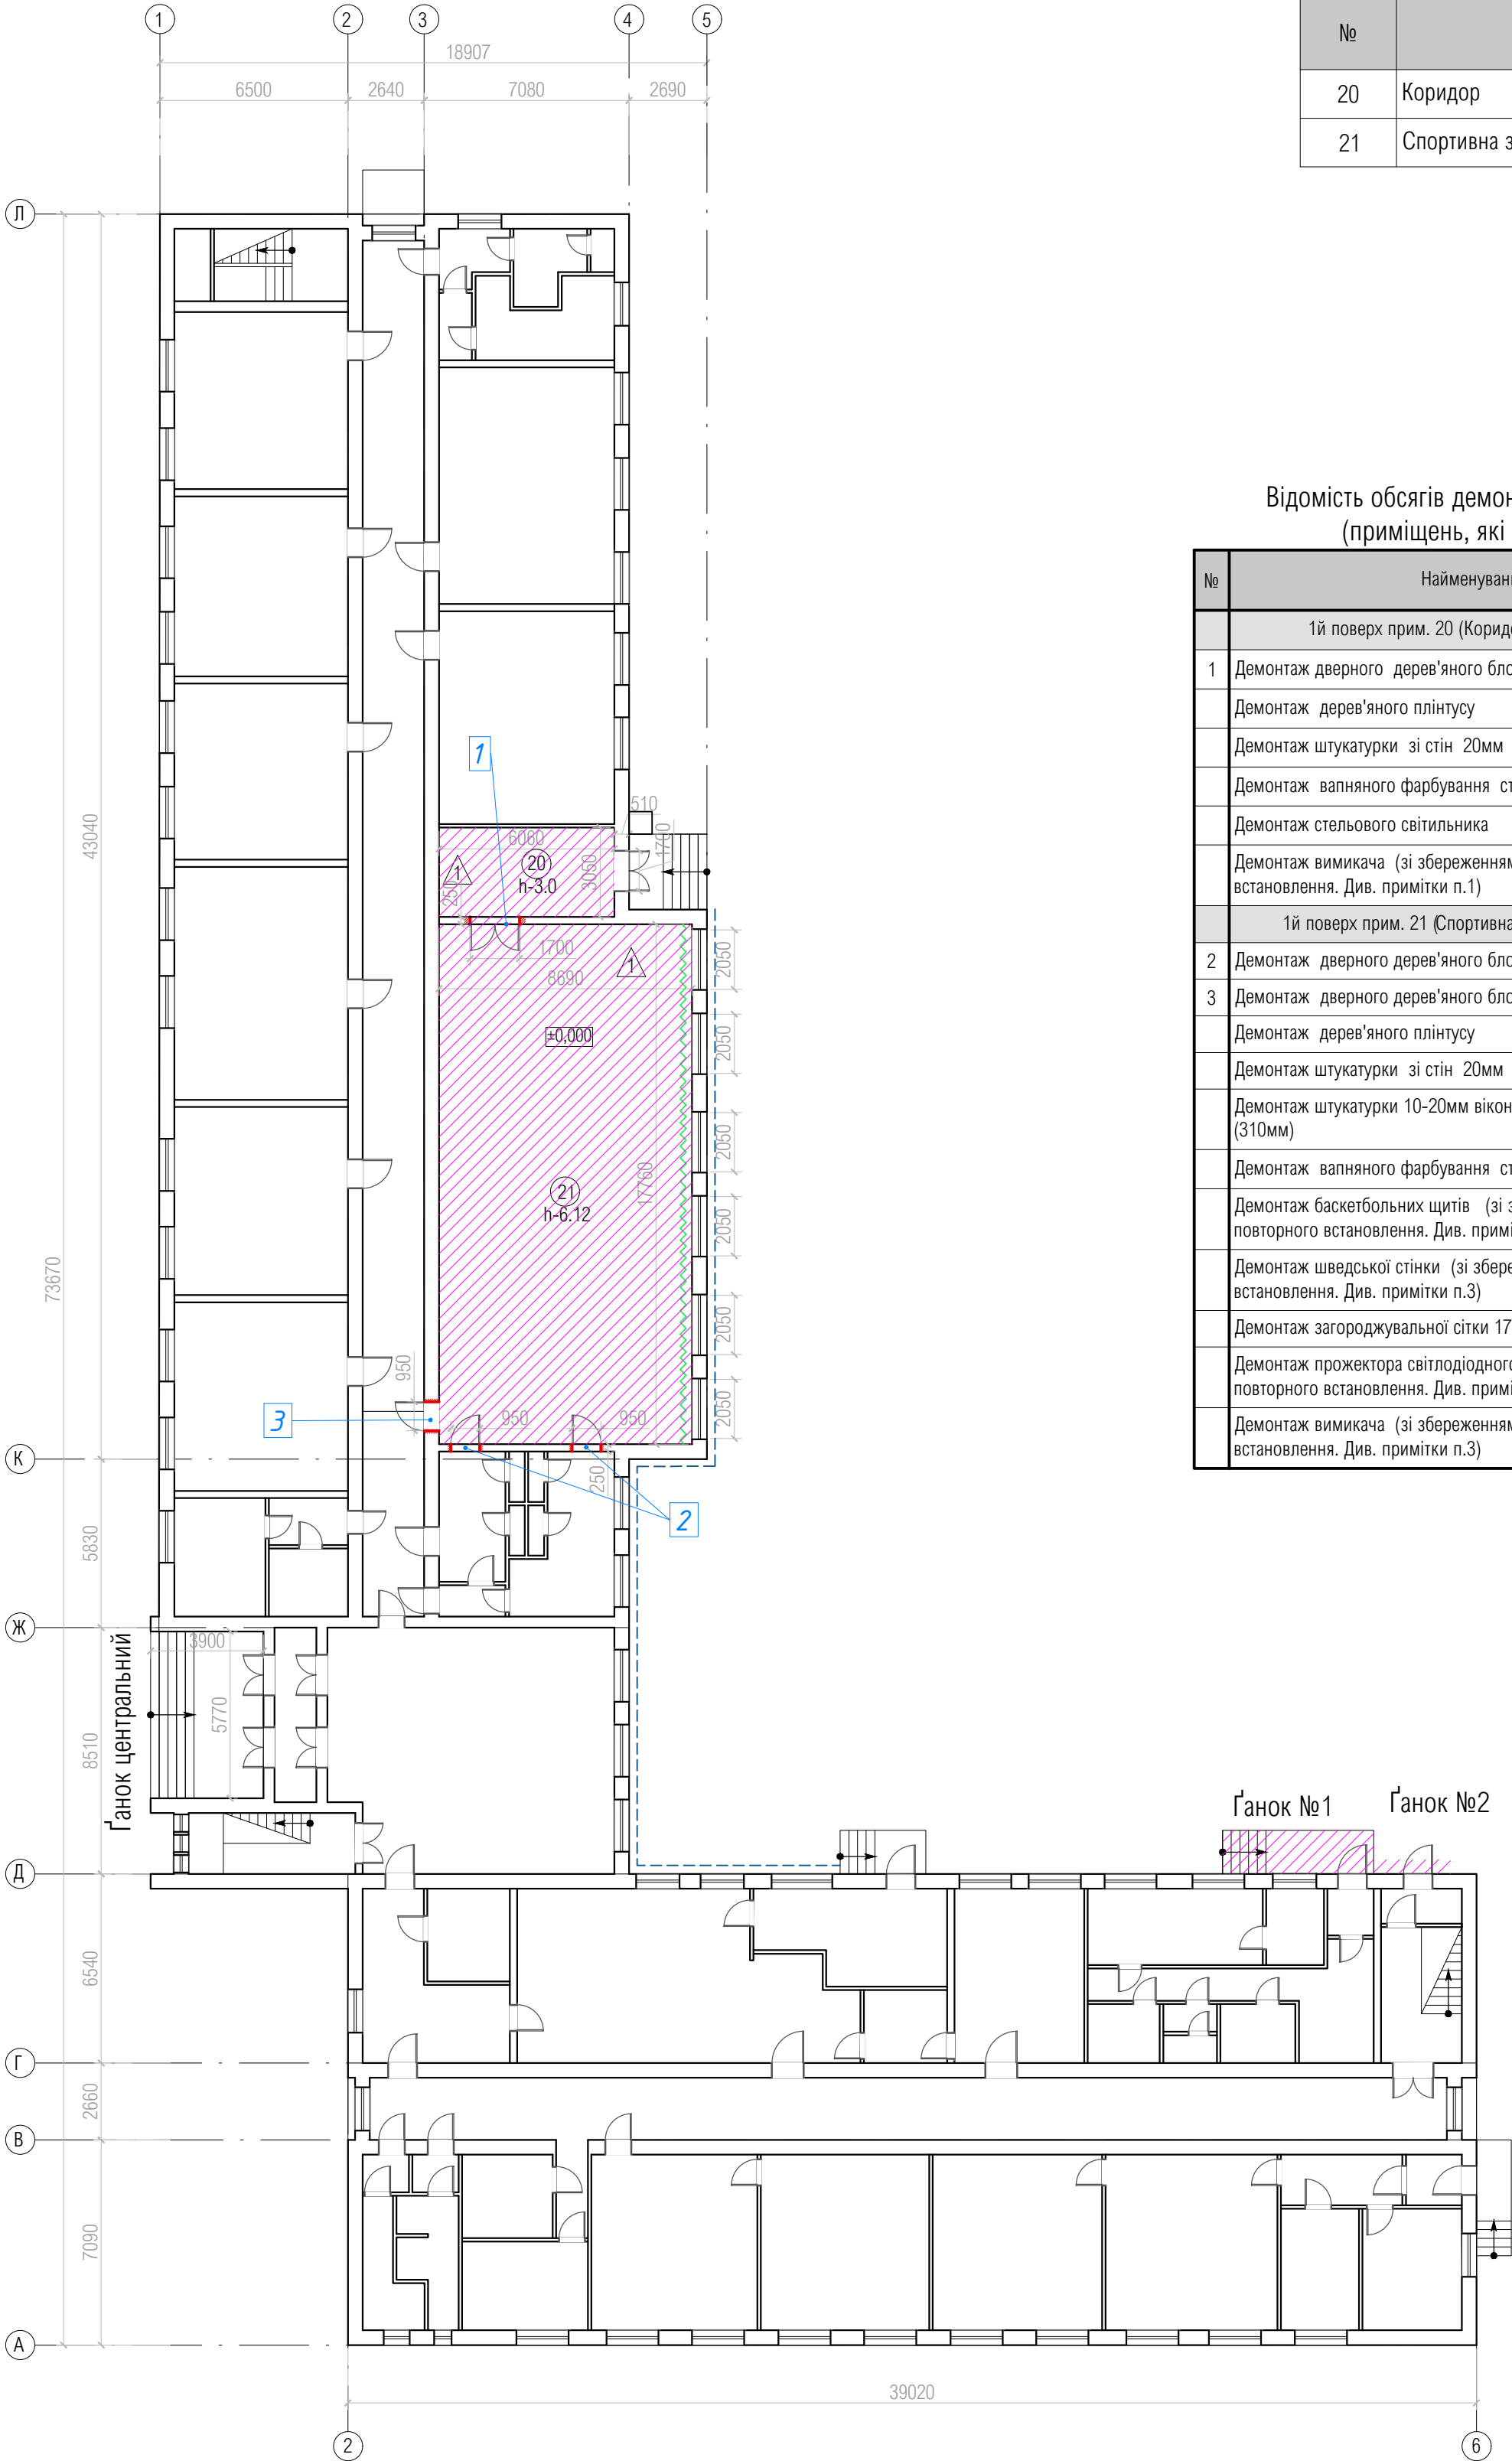 1 2 3 4 5
18907
6500 2640 7080 2690
№
20 Коридор
21 Спортивна з
Л
Відомість обсягів демон
(приміщень, які
№ Найменуван
1й поверх прим. 20 (Корид
1 Демонтаж дверного дерев'яного бло
Демонтаж дерев'яного плінтусу
Демонтаж штукатурки зі стін 20мм
Демонтаж вапняного фарбування ст
Демонтаж стельового світильника
Демонтаж вимикача (зі збереженням
встановлення. Див. примітки п.1)
1й поверх прим. 21 (Спортивна
2 Демонтаж дверного дерев'яного бло
3 Демонтаж дверного дерев'яного бло
Демонтаж дерев'яного плінтусу
Демонтаж штукатурки зі стін 20мм
Демонтаж штукатурки 10-20мм вікон
(310мм)
Демонтаж вапняного фарбування ст
Демонтаж баскетбольних щитів (зі з
повторного встановлення. Див. примі
Демонтаж шведської стінки (зі збере
встановлення. Див. примітки п.3)
Демонтаж загороджувальної сітки 17
Демонтаж прожектора світлодіодного
повторного встановлення. Див. примі
Демонтаж вимикача (зі збереженням
встановлення. Див. примітки п.3)
1
510
43040
6060
1700
1
20
h-3.0
3050
250
1700
1
8690
2050
±0,000
2050
2050
17760
21
h-6.12
2050
73670
2050
950
2050
3
950
950
К
250
2
5830
Ж
Ґанок центральний
3900
5770
8510
Ґанок №1
Ґанок №2
Д
6540
Г
2660
В
7090
А
39020
2
6